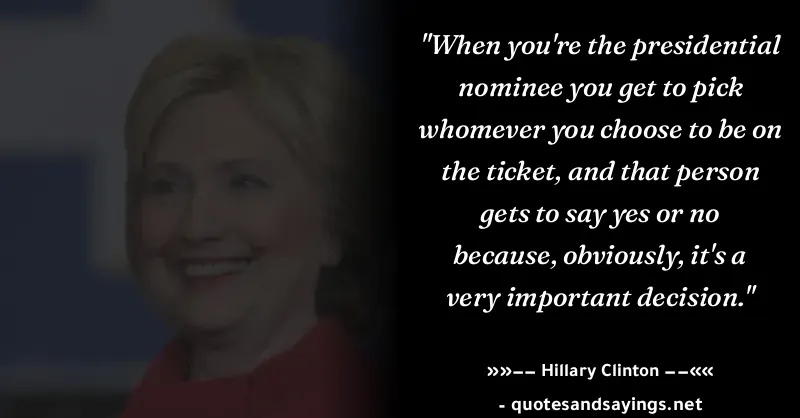 "When you're the presidential
nominee you get to pick
whomever you choose to be on
the ticket, and that person
gets to say yes or no
because, obviously, it's a
very important decision."
»»–– Hillary Clinton ––««
- quotesandsayings.net